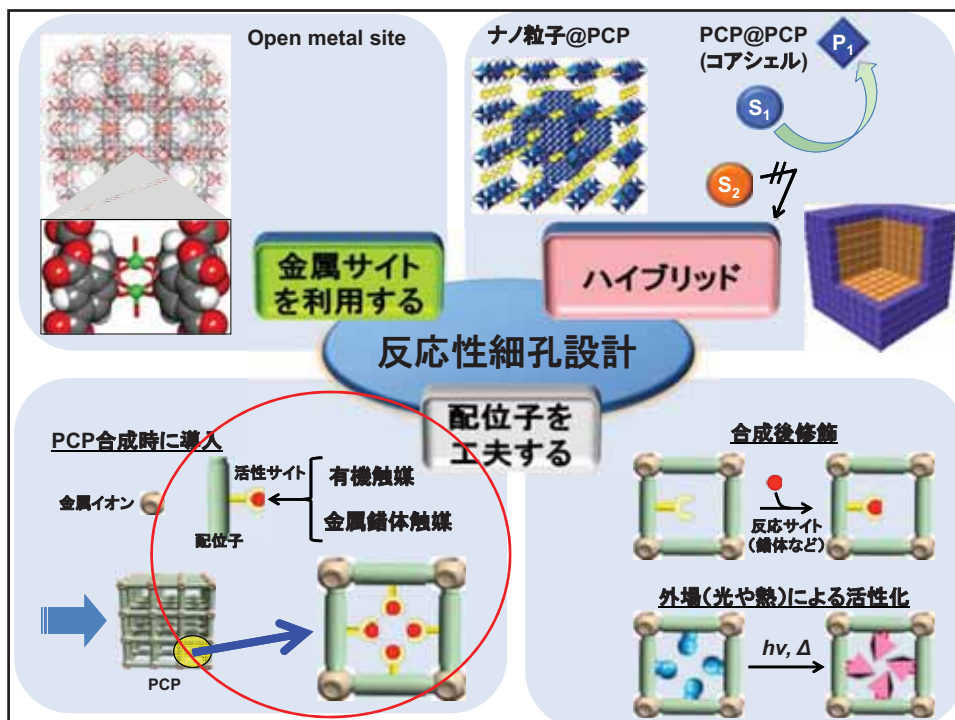 Open metal site
ナノ粒子@PCP
PCP@PCP
(コアシェル)
P1
S1
S2
金属サイト
を利用する
ハイブリッド
反応性細孔設計
配位子を
工夫する
PCP合成時に導入
活性サイト
有機触媒
金属イオン
金属錯体触媒
配位子
PCP
合成後修飾
反応サイト
(錯体など)
外場(光や熱)による活性化
hν, Δ